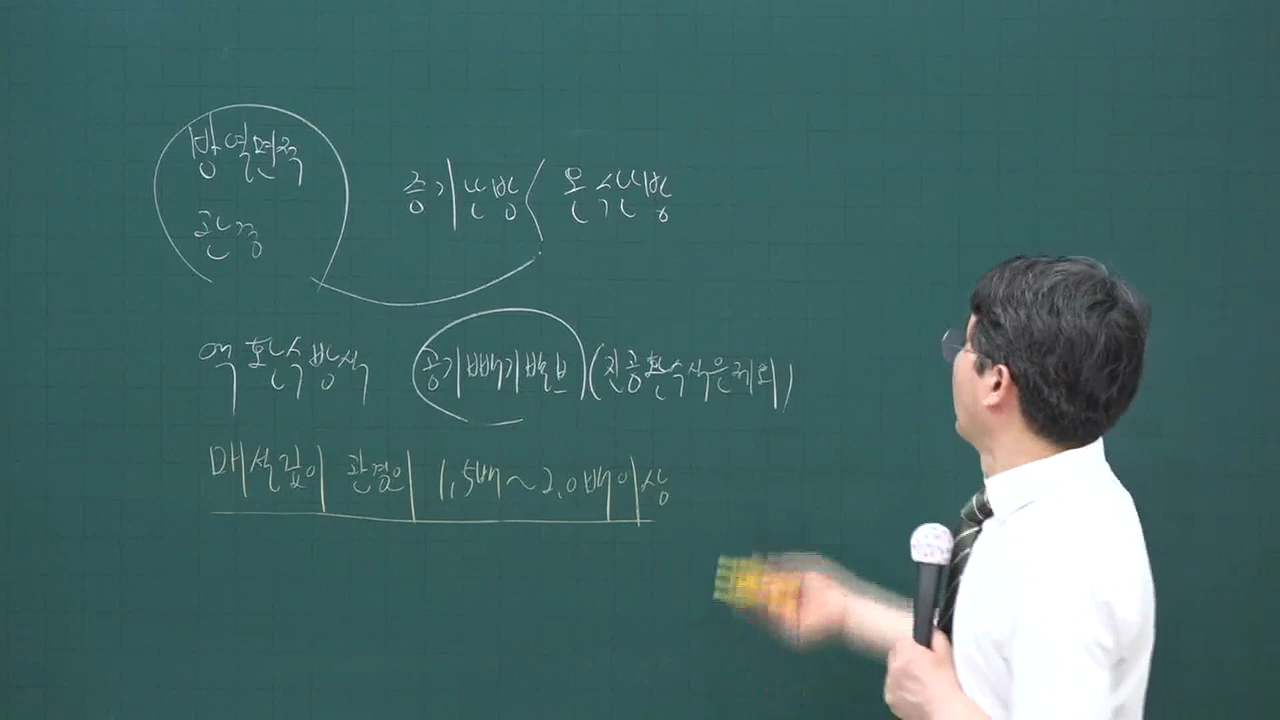 방열면적
관경
증기난방 < 온수난방
역환수방식 공기빼기밸브 (진공환수식은 제외)
매설깊이 관경의 1.5배~2.0배 이상